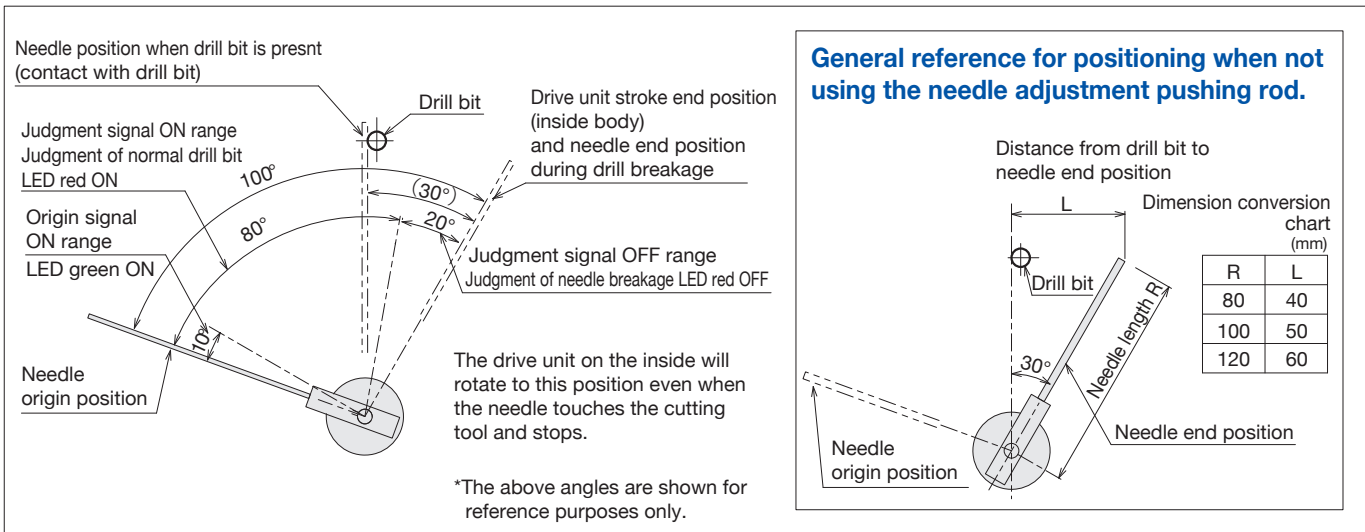 Needle position when drill bit is presnt
(contact with drill bit)
Drill bit
Drive unit stroke end position
(inside body)
and needle end position
during drill breakage
Judgment signal ON range
Judgment of normal drill bit
LED red ON
100°
(30°)
80°
20°
Origin signal
ON range
LED green ON
Judgment signal OFF range
Judgment of needle breakage LED red OFF
10°
Needle
origin position
The drive unit on the inside will
rotate to this position even when
the needle touches the cutting
tool and stops.
*The above angles are shown for
reference purposes only.
General reference for positioning when not
using the needle adjustment pushing rod.
Distance from drill bit to
needle end position
L
Drill bit
30°
Needle length R
Needle end position
Needle
origin position
Dimension conversion
chart
(mm)
R L
80 40
100 50
120 60